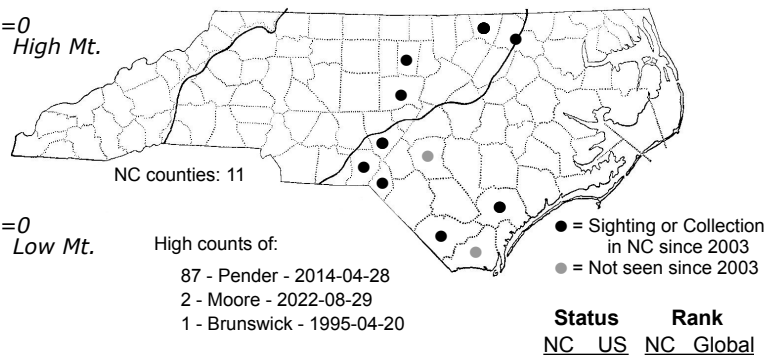 =0
High Mt.
NC counties: 11
=0
Low Mt.
High counts of:
87 - Pender - 2014-04-28
2 - Moore - 2022-08-29
1 - Brunswick - 1995-04-20
= Sighting or Collection
in NC since 2003
= Not seen since 2003
Status Rank
NC US NC Global